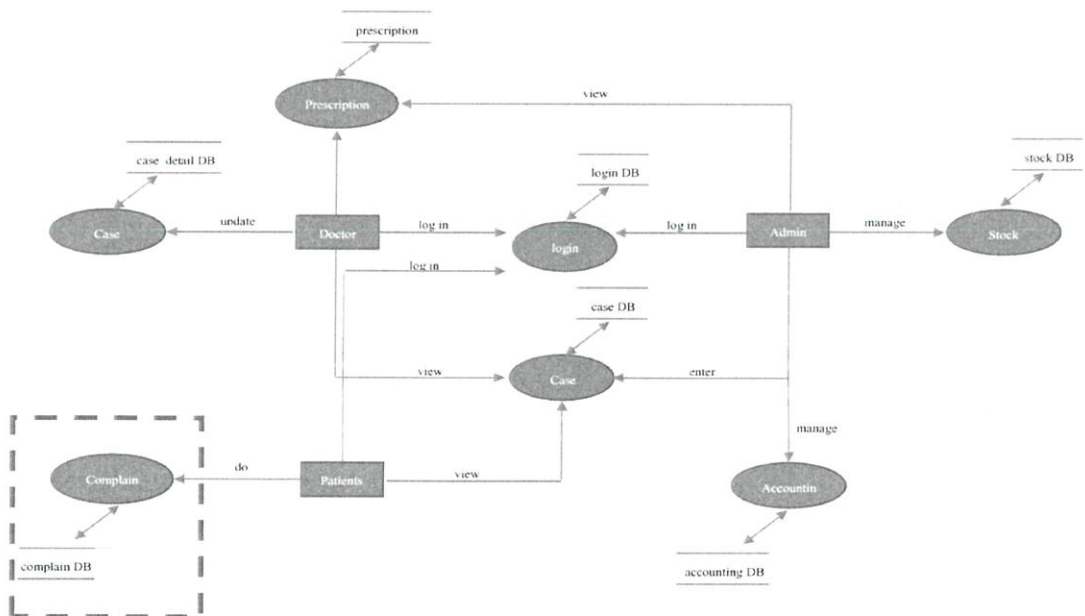 prescription
Prescription
view
case detail DB
login DB
stock DB
Case
update
Doctor
log in
login
log in
Admin
manage
Stock
log in
case DB
view
Case
enter
manage
Complain
do
Patients
view
Accountin
complain DB
accounting DB